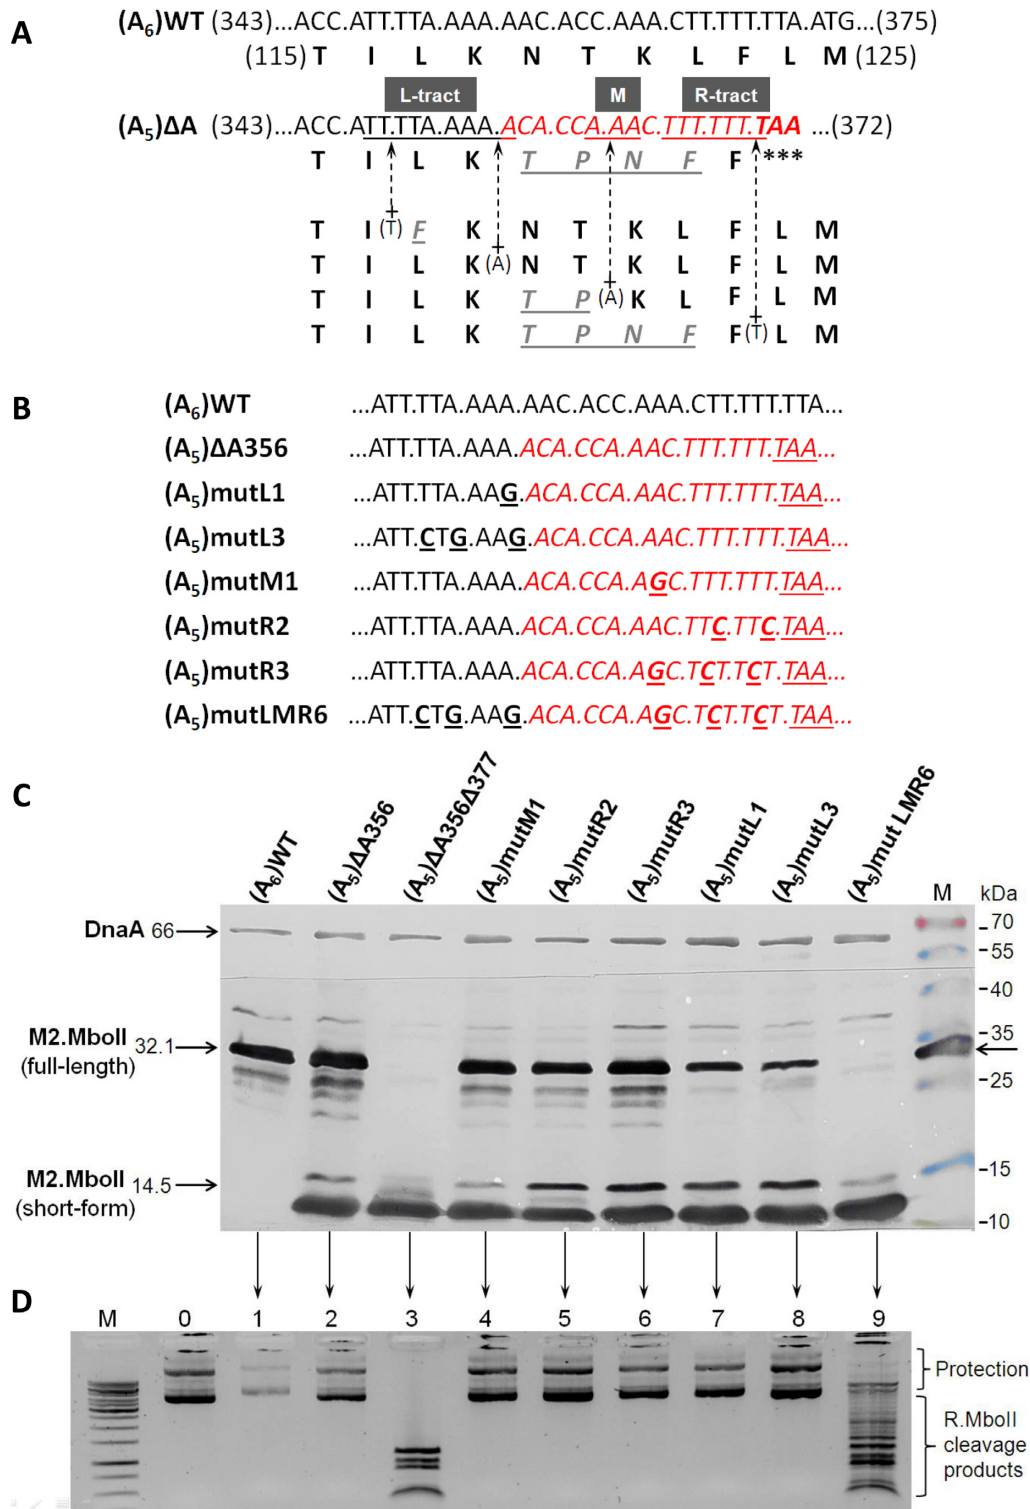 A
(A6)WT (343)...ACC.ATT.TTA.AAA.AAC.ACC.AAA.CTT.TTT.TTA.ATG...(375)
(115) T I L K N T K L F L M (125)
L-tract M R-tract
(A5)ΔA (343)...ACC.ATT.TTA.AAA.ACA.CCA.AAC.TTT.TTT.TAA ...(372)
T I L K T P N F F ***
T I (T) F K N T K L F L M
T I L K (A) N T K L F L M
T I L K T P (A) K L F L M
T I L K T P N F F (T) L M
B
(A6)WT ...ATT.TTA.AAA.AAC.ACC.AAA.CTT.TTT.TTA...
(A5)ΔA356 ...ATT.TTA.AAA.ACA.CCA.AAC.TTT.TTT.TAA...
(A5)mutL1 ...ATT.TTA.AAG.ACA.CCA.AAC.TTT.TTT.TAA...
(A5)mutL3 ...ATT.CTG.AAG.ACA.CCA.AAC.TTT.TTT.TAA...
(A5)mutM1 ...ATT.TTA.AAA.ACA.CCA.AGC.TTT.TTT.TAA...
(A5)mutR2 ...ATT.TTA.AAA.ACA.CCA.AAC.TTC.TTC.TAA...
(A5)mutR3 ...ATT.TTA.AAA.ACA.CCA.AGC.TCT.TCT.TAA...
(A5)mutLMR6 ...ATT.CTG.AAG.ACA.CCA.AGC.TCT.TCT.TAA...
C
(A6)WT (A5)ΔA356 (A5)ΔA356Δ377 (A5)mutM1 (A5)mutR2 (A5)mutR3 (A5)mutL1 (A5)mutL3 (A5)mut LMR6 M kDa
DnaA 66
70
55
40
M2.MboII 32.1
(full-length)
35
25
M2.MboII 14.5
(short-form)
15
10
D
M 0 1 2 3 4 5 6 7 8 9
Protection
R.MboII
cleavage
products